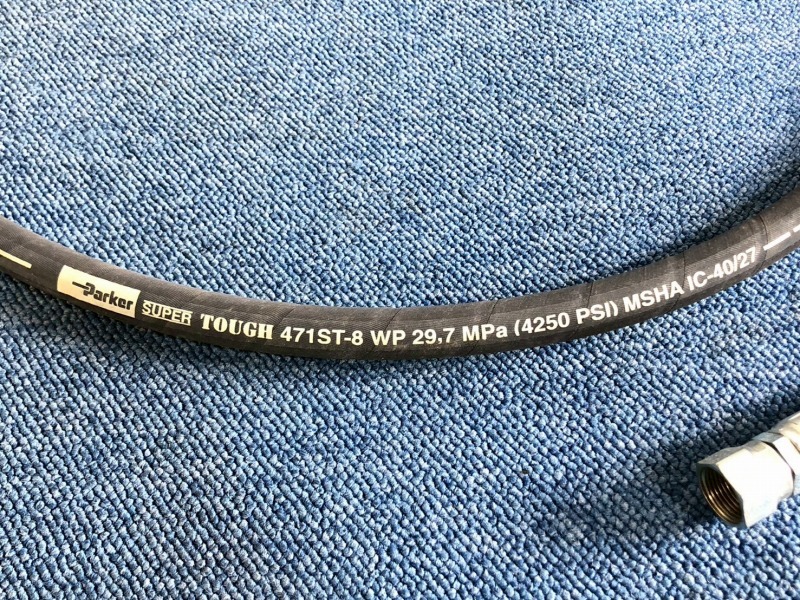 Parker SUPER TOUGH 471ST-8 WP 29,7 MPa (4250 PSI) MSHA IC-40/27